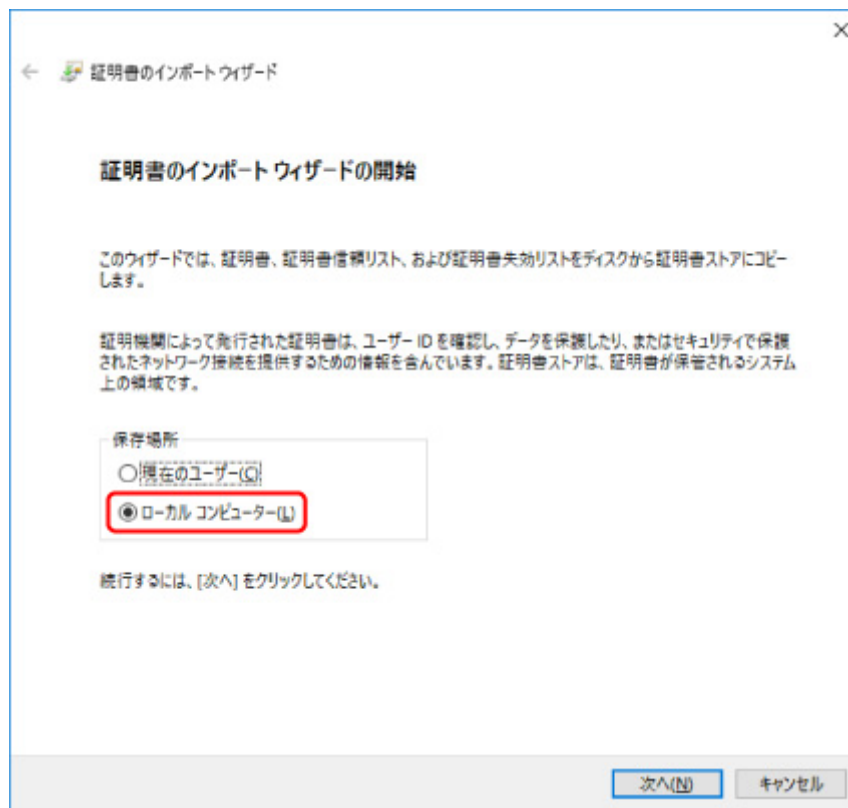 証明書のインポート ウィザード
証明書のインポート ウィザードの開始
このウィザードでは、証明書、証明書信頼リスト、および証明書失効リストをディスクから証明書ストアにコピー
します。
証明機関によって発行された証明書は、ユーザー ID を確認し、データを保護したり、またはセキュリティで保護
されたネットワーク接続を提供するための情報を含んでいます。証明書ストアは、証明書が保管されるシステム
上の領域です。
保存場所
現在のユーザー(C)
ローカル コンピューター(L)
続行するには、[次へ] をクリックしてください。
次へ(N)
キャンセル